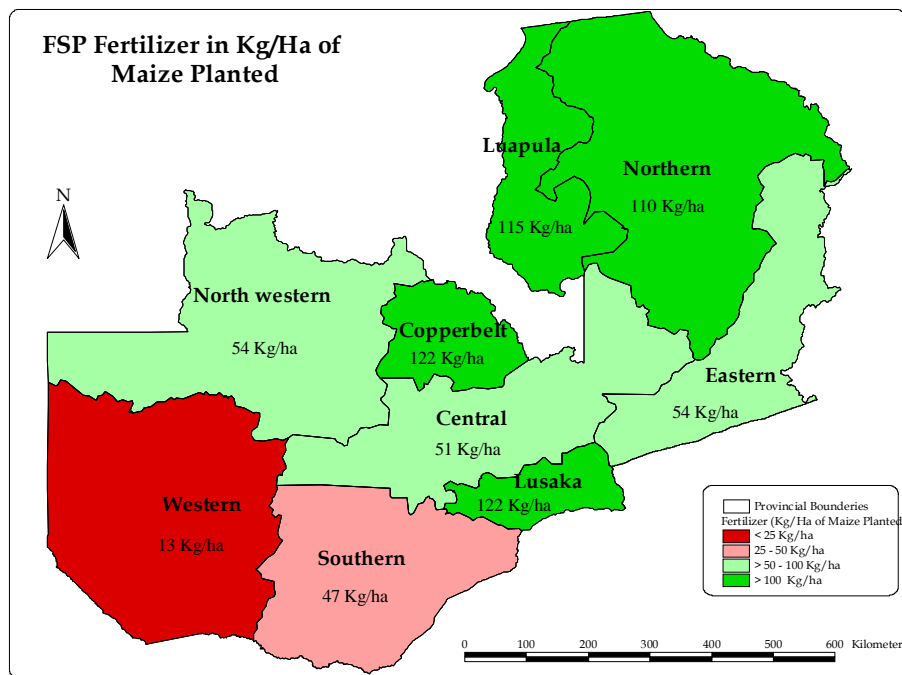 FSP Fertilizer in Kg/Ha of
Maize Planted
N
Luapula
115 Kg/ha
Northern
110 Kg/ha
North western
54 Kg/ha
Copperbelt
122 Kg/ha
Eastern
54 Kg/ha
Central
51 Kg/ha
Lusaka
122 Kg/ha
Western
13 Kg/ha
Southern
47 Kg/ha
Provincial Bounderies
Fertilizer (Kg/Ha of Maize Planted
< 25 Kg/ha
25 - 50 Kg/ha
> 50 - 100 Kg/ha
> 100 Kg/ha
0 100 200 300 400 500 600 Kilometer